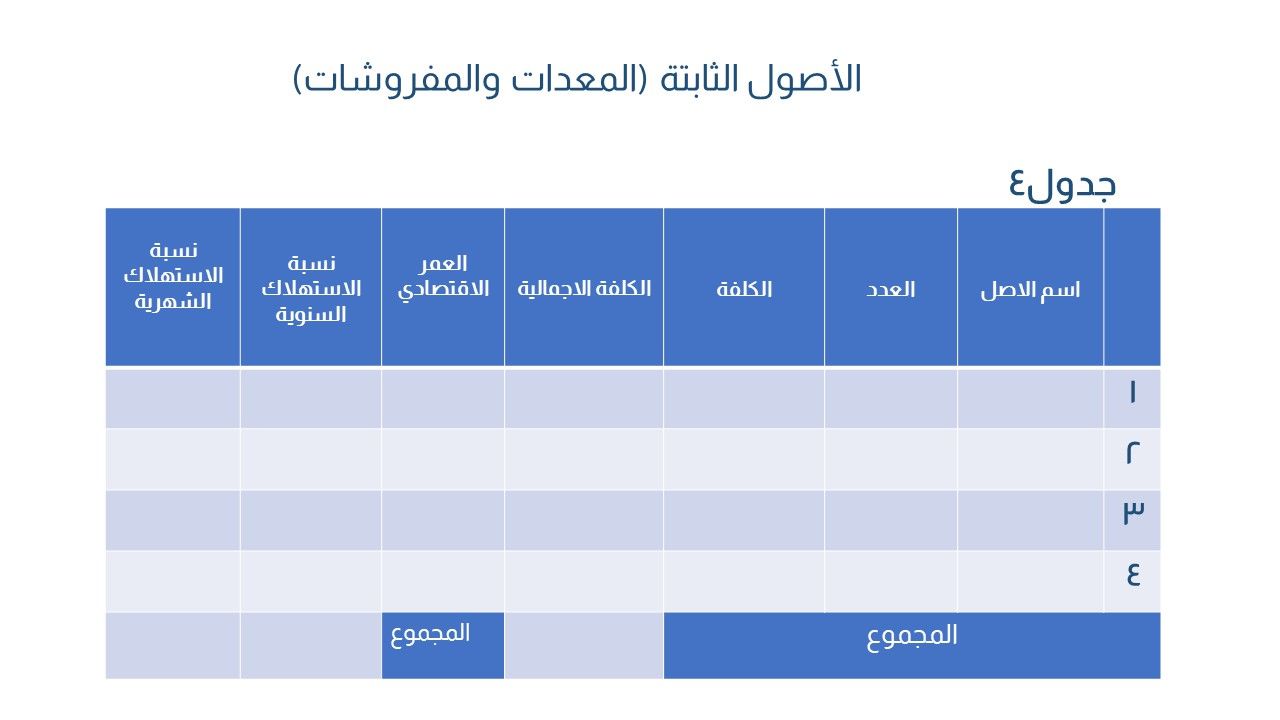 الأصول الثابتة (المعدات والمفروشات)
جدول٤
اسم الاصل
العدد
الكلفة
الكلفة الاجمالية
العمر
الاقتصادي
نسبة
الاستهلاك
السنوية
نسبة
الاستهلاك
الشهرية
١
٢
٣
٤
المجموع
المجموع